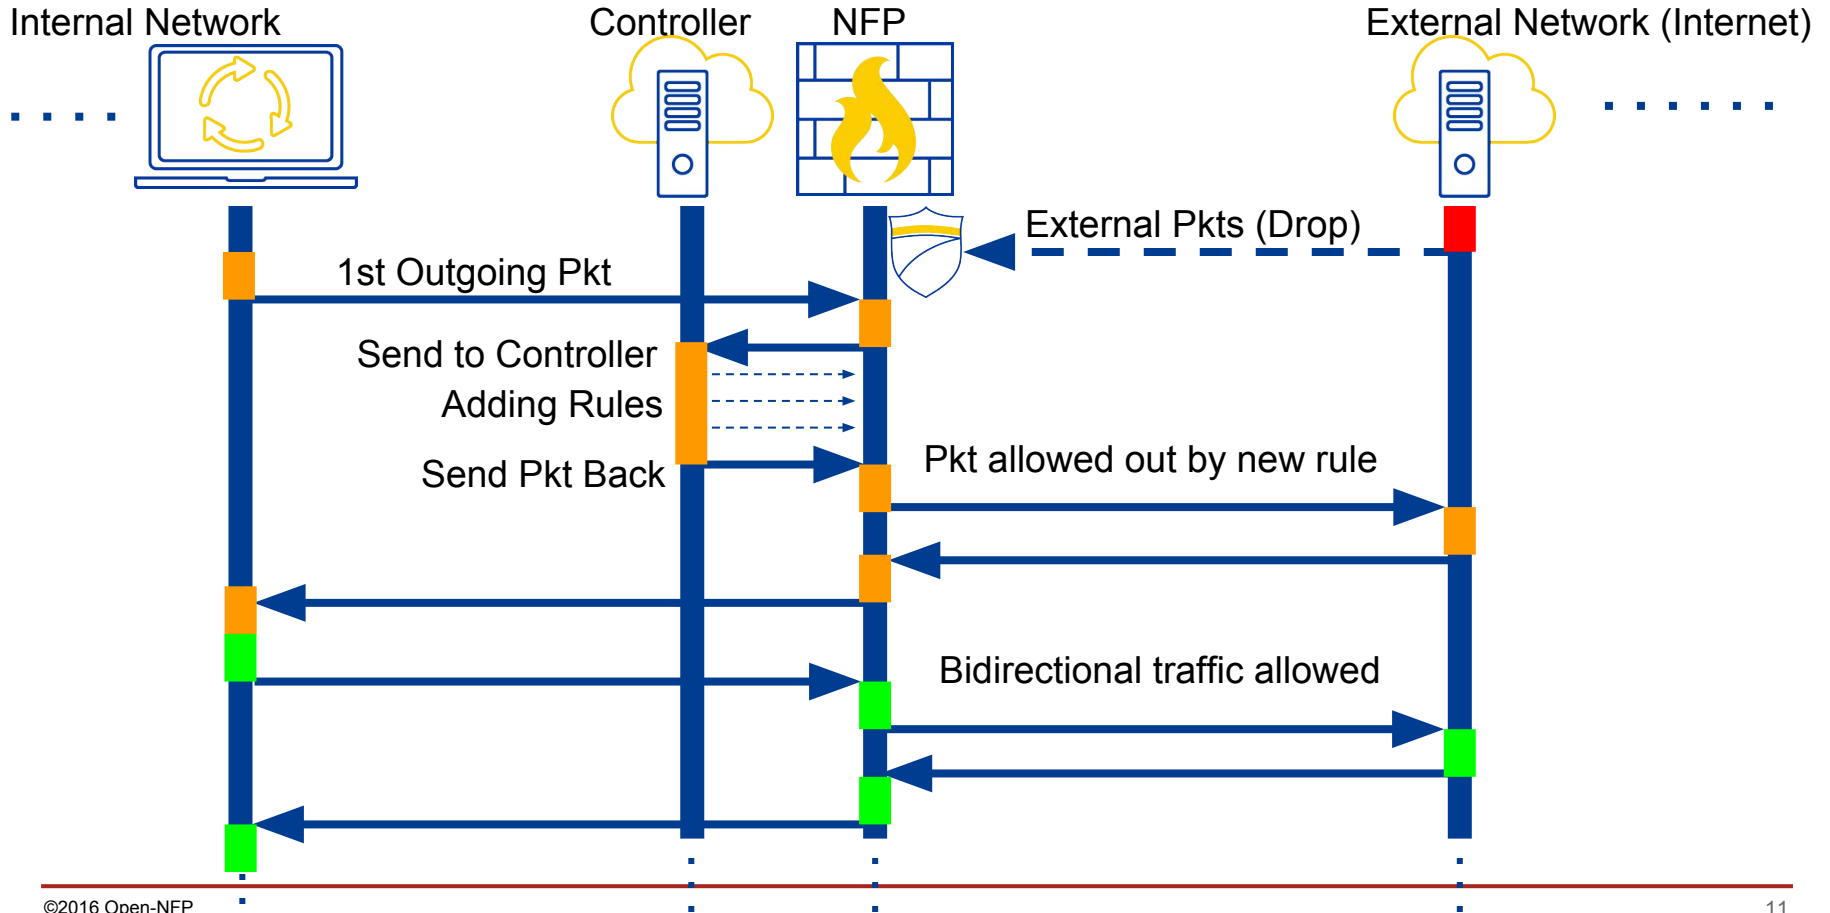 Internal Network
Controller
NFP
External Network (Internet)
External Pkts (Drop)
1st Outgoing Pkt
Send to Controller
Adding Rules
Send Pkt Back
Pkt allowed out by new rule
Bidirectional traffic allowed
©2016 Open-NFP
11